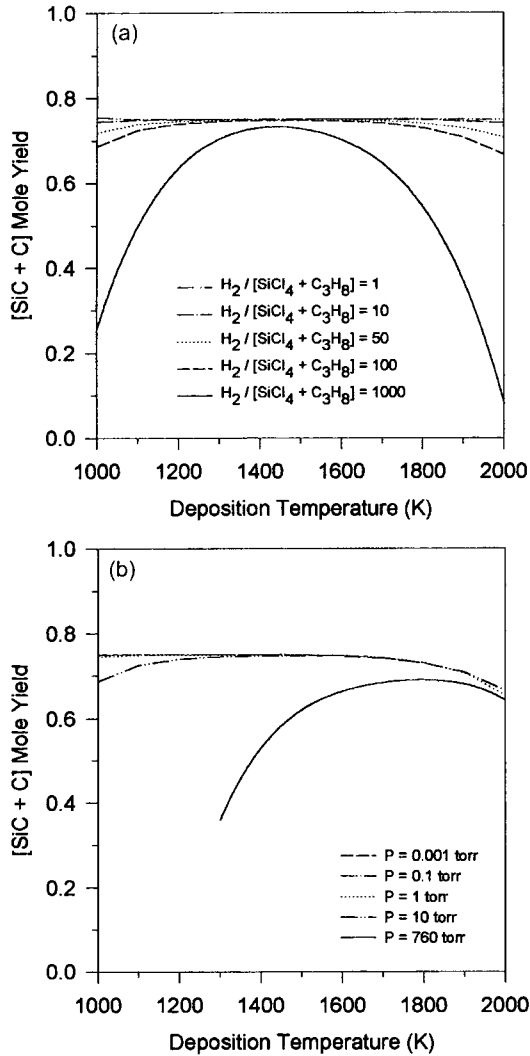 (a)
1.0
0.8
0.6
0.4
0.2
0.0
[SiC + C] Mole Yield
H2 / [SiCl4 + C3H8] = 1
H2 / [SiCl4 + C3H8] = 10
H2 / [SiCl4 + C3H8] = 50
H2 / [SiCl4 + C3H8] = 100
H2 / [SiCl4 + C3H8] = 1000
1000 1200 1400 1600 1800 2000
Deposition Temperature (K)
(b)
1.0
0.8
0.6
0.4
0.2
0.0
[SiC + C] Mole Yield
P = 0.001 torr
P = 0.1 torr
P = 1 torr
P = 10 torr
P = 760 torr
1000 1200 1400 1600 1800 2000
Deposition Temperature (K)